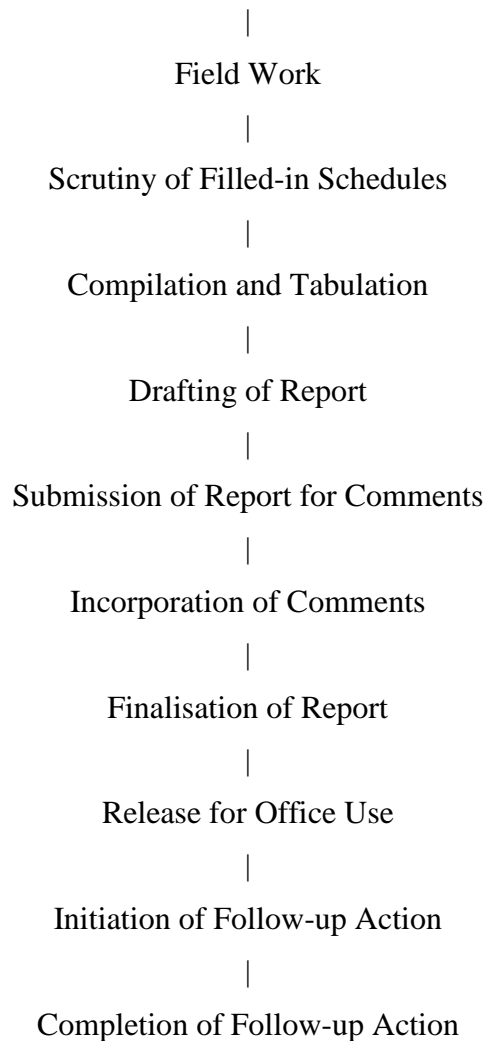 |
Field Work
|
Scrutiny of Filled-in Schedules
|
Compilation and Tabulation
|
Drafting of Report
|
Submission of Report for Comments
|
Incorporation of Comments
|
Finalisation of Report
|
Release for Office Use
|
Initiation of Follow-up Action
|
Completion of Follow-up Action